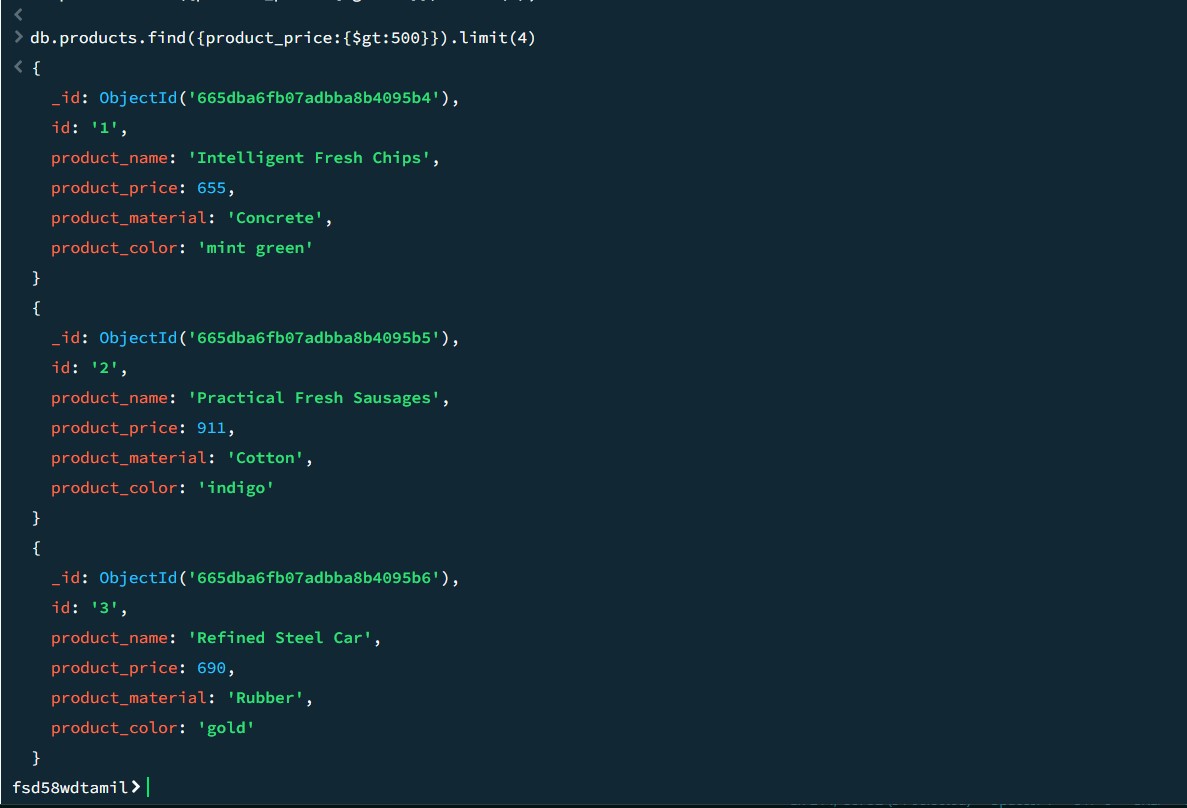 > db.products.find({product_price:{$gt:500}}).limit(4)
< {
_id: ObjectId('665dba6fb07adbba8b4095b4'),
id: '1',
product_name: 'Intelligent Fresh Chips',
product_price: 655,
product_material: 'Concrete',
product_color: 'mint green'
}
{
_id: ObjectId('665dba6fb07adbba8b4095b5'),
id: '2',
product_name: 'Practical Fresh Sausages',
product_price: 911,
product_material: 'Cotton',
product_color: 'indigo'
}
{
_id: ObjectId('665dba6fb07adbba8b4095b6'),
id: '3',
product_name: 'Refined Steel Car',
product_price: 690,
product_material: 'Rubber',
product_color: 'gold'
}
fsd58wdtamil>